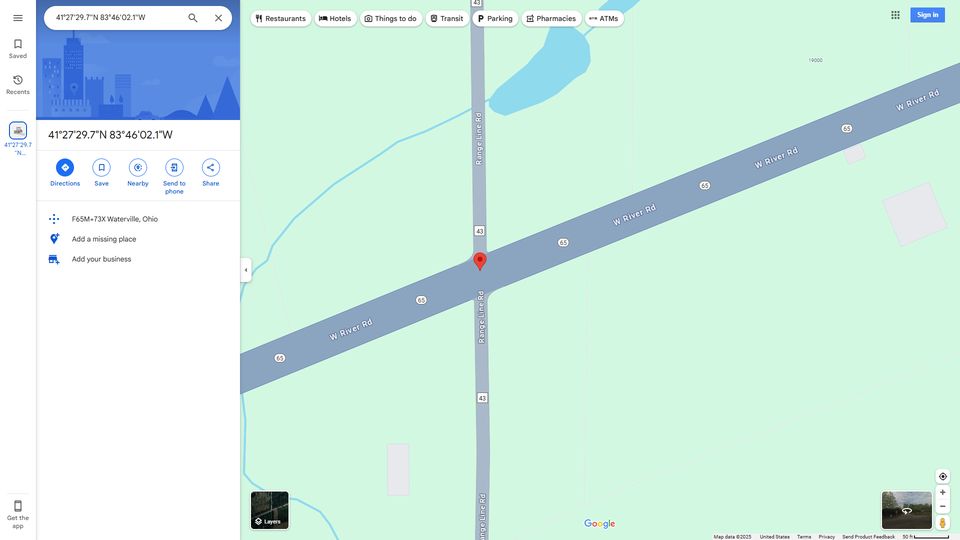 41°27'29.7"N 83°46'02.1"W
Restaurants
Hotels
Things to do
Transit
Parking
Pharmacies
ATMs
Sign in
Saved
Recents
41°27'29.7
"N...
41°27'29.7"N 83°46'02.1"W
Directions
Save
Nearby
Send to
phone
Share
F65M+73X Waterville, Ohio
Add a missing place
Add your business
Get the
app
43
Range Line Rd
43
19000
W River Rd
65
W River Rd
65
W River Rd
65
65
W River Rd
65
Range Line Rd
43
nge Line Rd
Layers
Google
Map data ©2025
United States
Terms
Privacy
Send Product Feedback
50 ft